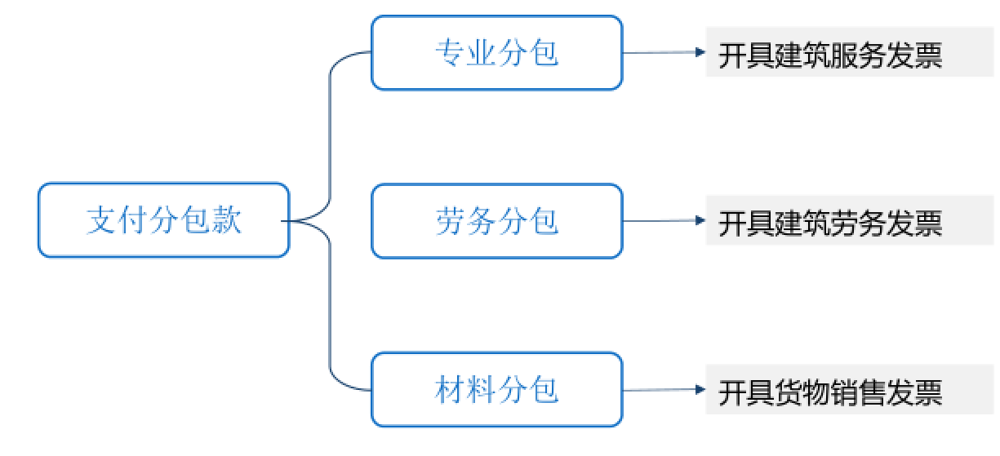 专业分包
开具建筑服务发票
支付分包款
劳务分包
开具建筑劳务发票
材料分包
开具货物销售发票